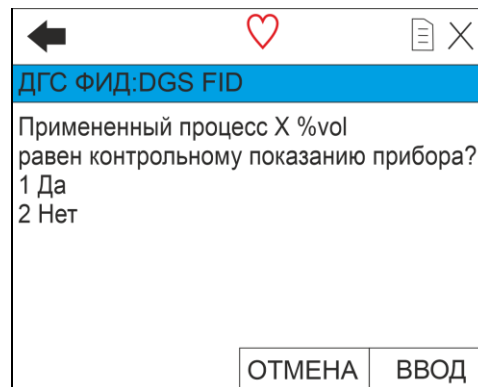 ДГС ФИД:DGS FID
Примененный процесс X %vol
равен контрольному показанию прибора?
1 Да
2 Нет
ОТМЕНА ВВОД